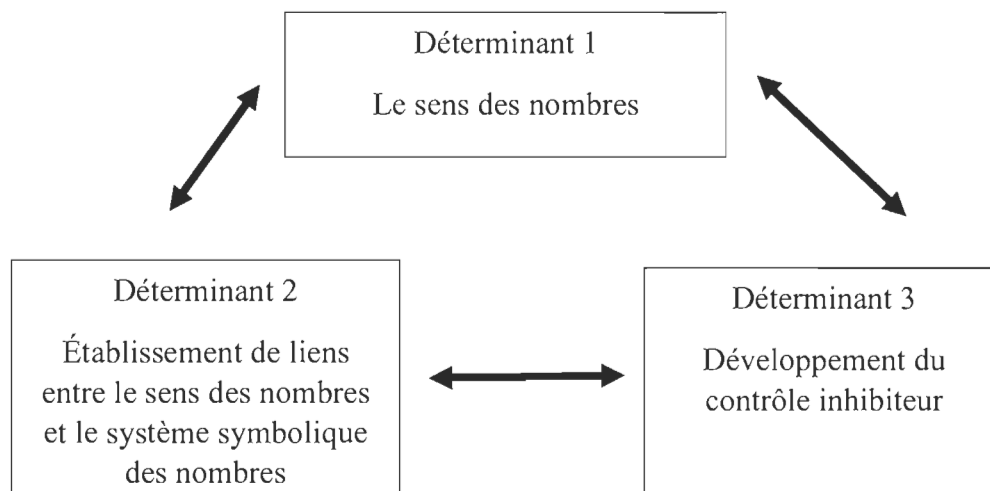 Déterminant 1
Le sens des nombres
Déterminant 2
Établissement de liens
entre le sens des nombres
et le système symbolique
des nombres
Déterminant 3
Développement du
contrôle inhibiteur